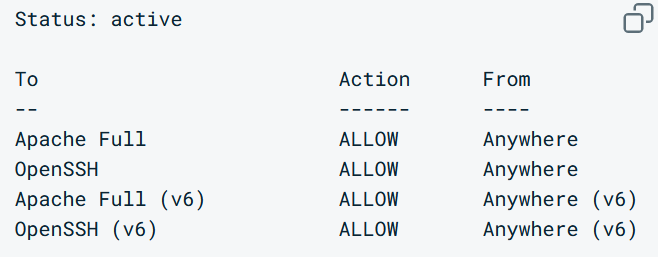 Status: active
To Action From
-- ------ ----
Apache Full ALLOW Anywhere
OpenSSH ALLOW Anywhere
Apache Full (v6) ALLOW Anywhere (v6)
OpenSSH (v6) ALLOW Anywhere (v6)